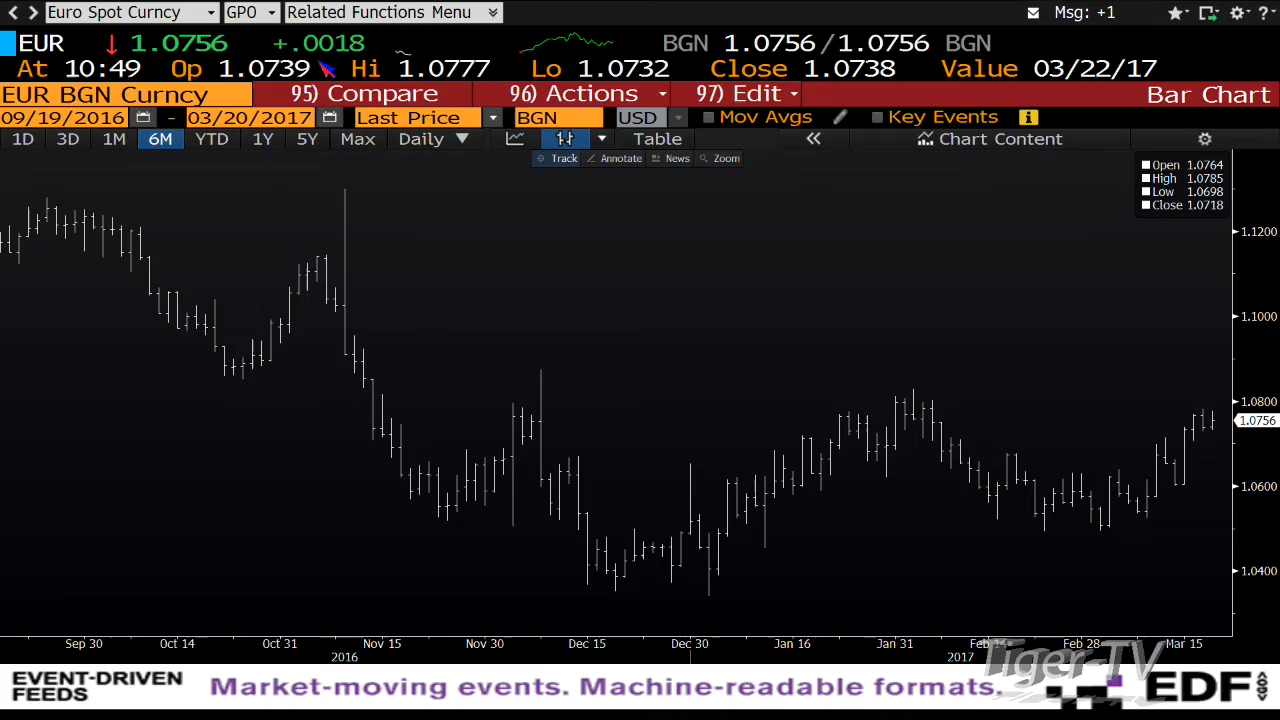 Euro Spot Curncy GPO Related Functions Menu Msg: +1
EUR 1.0756 +.0018 BGN 1.0756/1.0756 BGN
At 10:49 Op 1.0739 Hi 1.0777 Lo 1.0732 Close 1.0738 Value 03/22/17
EUR BGN Curncy 95) Compare 96) Actions 97) Edit Bar Chart
09/19/2016 - 03/20/2017 Last Price BGN USD Mov Avgs Key Events
1D 3D 1M 6M YTD 1Y 5Y Max Daily Table Chart Content
Track Annotate News Zoom
Open 1.0764
High 1.0785
Low 1.0698
Close 1.0718
1.1200
1.1000
1.0800
1.0756
1.0600
1.0400
Sep 30 Oct 14 Oct 31 Nov 15 Nov 30 Dec 15 Dec 30 Jan 16 Jan 31 Feb 14 Feb 28 Mar 15
2016 2017
Tiger-TV
EVENT-DRIVEN
FEEDS
Market-moving events. Machine-readable formats.
EDF